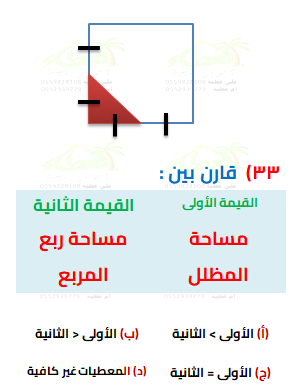 ٣٣) قارن بين :
القيمة الأولى القيمة الثانية
مساحة المظلل مساحة ربع المربع
(أ) الأولى > الثانية (ب) الأولى < الثانية
(ج) الأولى = الثانية (د) المعطيات غير كافية